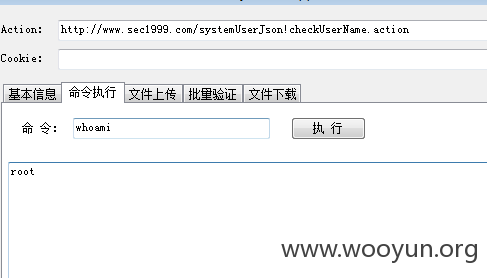 Action: http://www.sec1999.com/systemUserJson!checkUserName.action
Cookie:
基本信息 命令执行 文件上传 批量验证 文件下载
命 令: whoami 执 行
root
www.wooyun.org